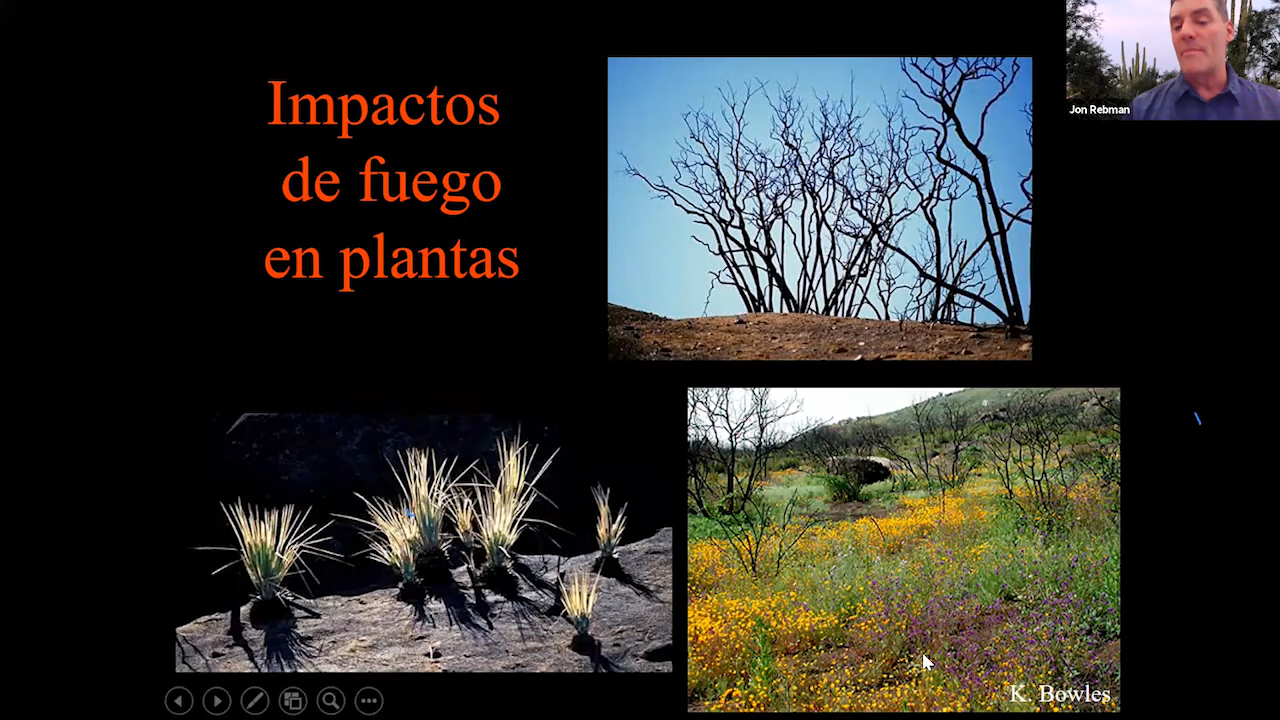 Impactos
de fuego
en plantas
Jon Rebman
K. Bowles